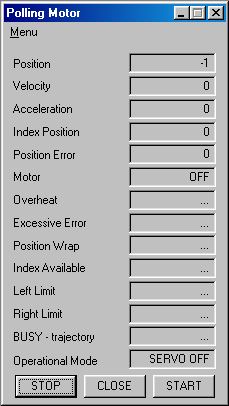 Polling Motor
Menu
Position -1
Velocity 0
Acceleration 0
Index Position 0
Position Error 0
Motor OFF
Overheat ...
Excessive Error ...
Position Wrap ...
Index Available ...
Left Limit ...
Right Limit ...
BUSY - trajectory ...
Operational Mode SERVO OFF
STOP CLOSE START